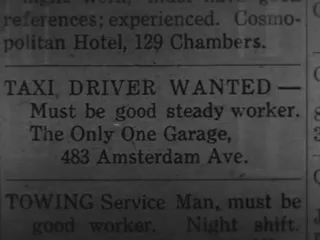 references; experienced. Cosmo-
politan Hotel, 129 Chambers.
TAXI DRIVER WANTED —
Must be good steady worker.
The Only One Garage,
483 Amsterdam Ave.
TOWING Service Man, must be
good worker. Night shift.